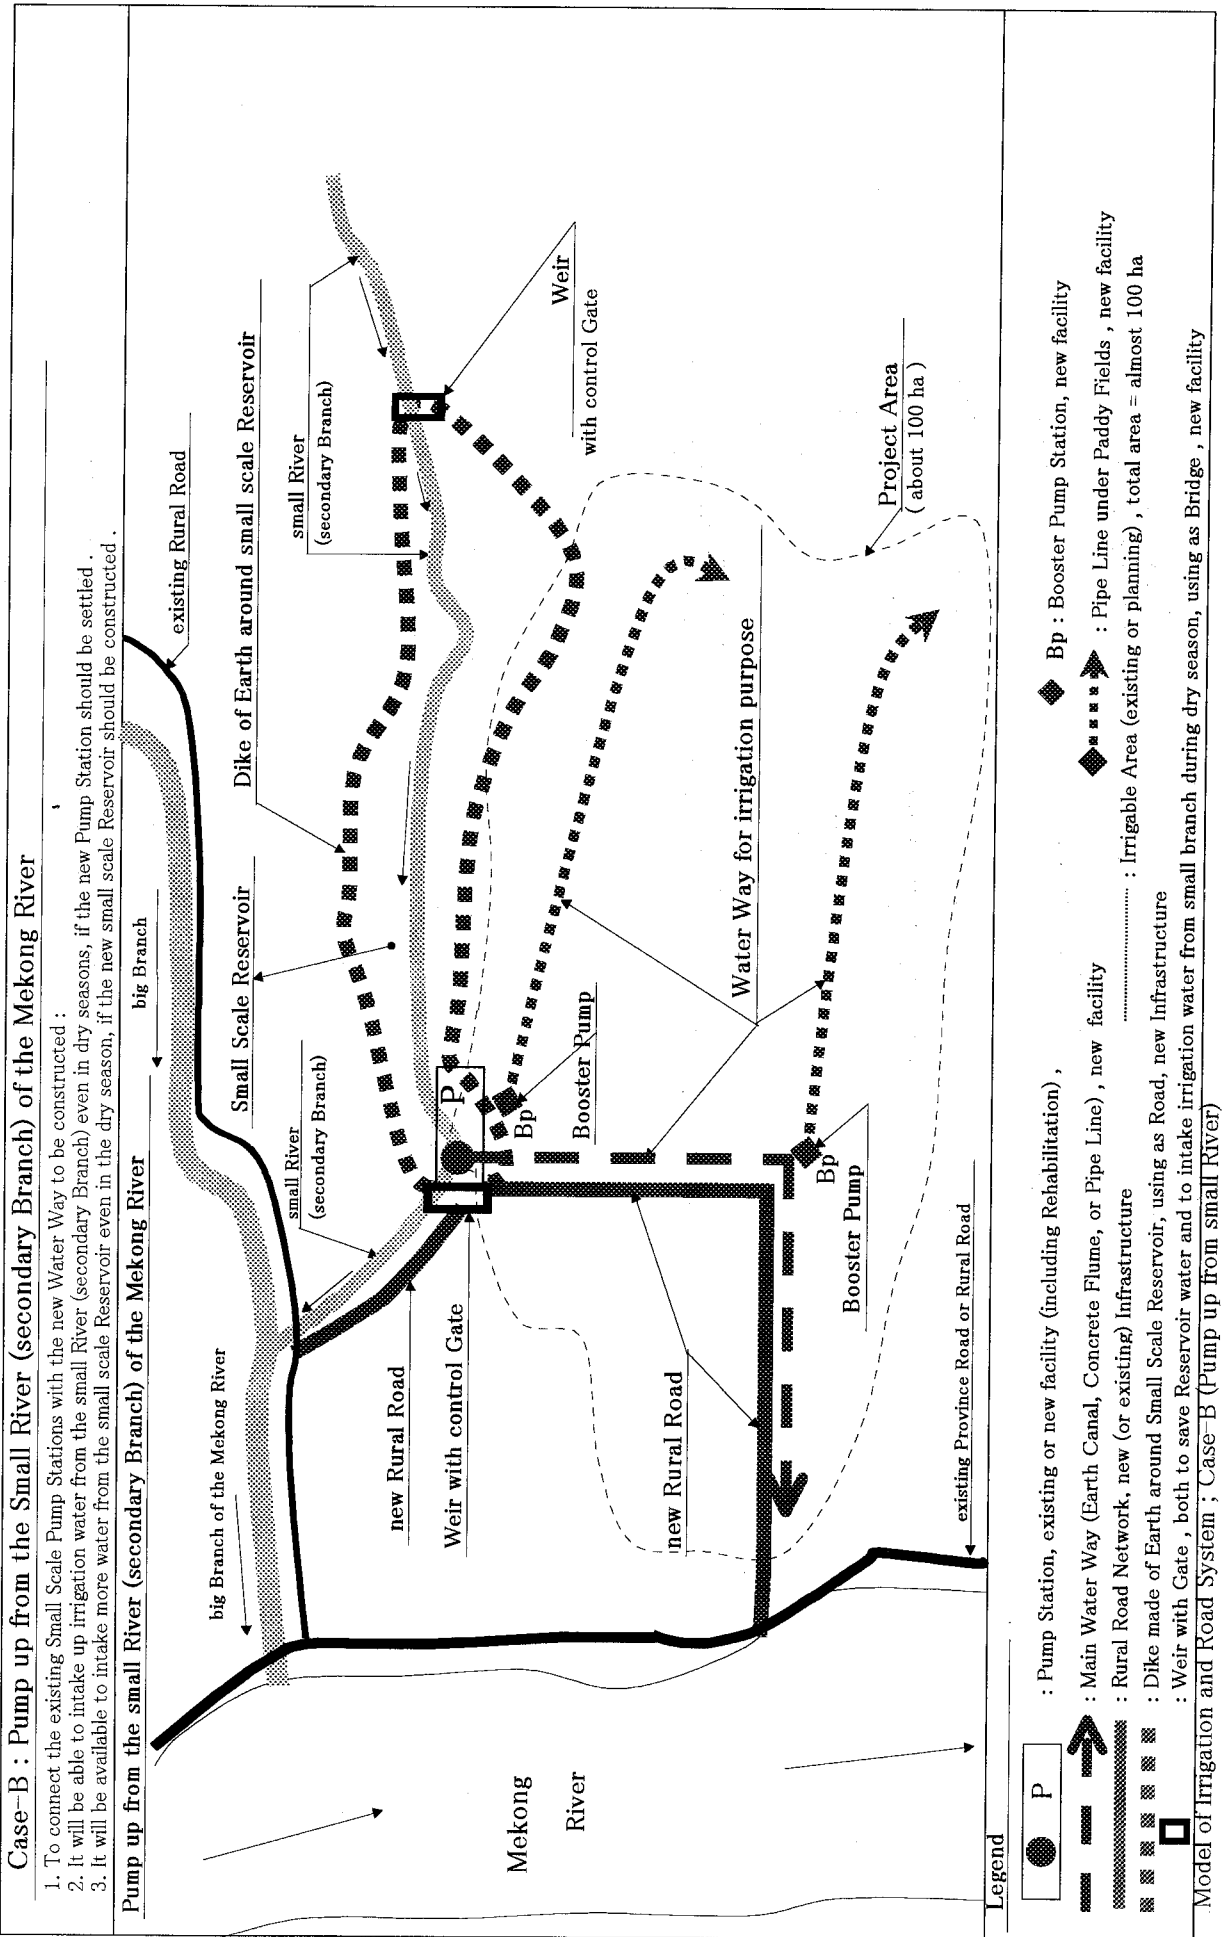 Case-B : Pump up from the Small River (secondary Branch) of the Mekong River
1. To connect the existing Small Scale Pump Stations with the new Water Way to be constructed :
2. It will be able to intake up irrigation water from the small River (secondary Branch) even in dry seasons, if the new Pump Station should be settled .
3. It will be available to intake more water from the small scale Reservoir even in the dry season, if the new small scale Reservoir should be constructed .
Pump up from the small River (secondary Branch) of the Mekong River
big Branch
existing Rural Road
big Branch of the Mekong River
small River
(secondary Branch)
Small Scale Reservoir
Dike of Earth around small scale Reservoir
small River
(secondary Branch)
new Rural Road
Weir with control Gate
P
Bp
Booster Pump
Weir
with control Gate
Mekong
River
new Rural Road
Water Way for irrigation purpose
Bp
Booster Pump
Project Area
( about 100 ha )
existing Province Road or Rural Road
Legend
P
: Pump Station, existing or new facility (including Rehabilitation) ,
Bp : Booster Pump Station, new facility
: Main Water Way (Earth Canal, Concrete Flume, or Pipe Line) , new facility
: Pipe Line under Paddy Fields , new facility
: Rural Road Network, new (or existing) Infrastructure
: Irrigable Area (existing or planning) , total area = almost 100 ha
: Dike made of Earth around Small Scale Reservoir, using as Road, new Infrastructure
: Weir with Gate , both to save Reservoir water and to intake irrigation water from small branch during dry season, using as Bridge , new facility
Model of Irrigation and Road System ; Case-B (Pump up from small River)